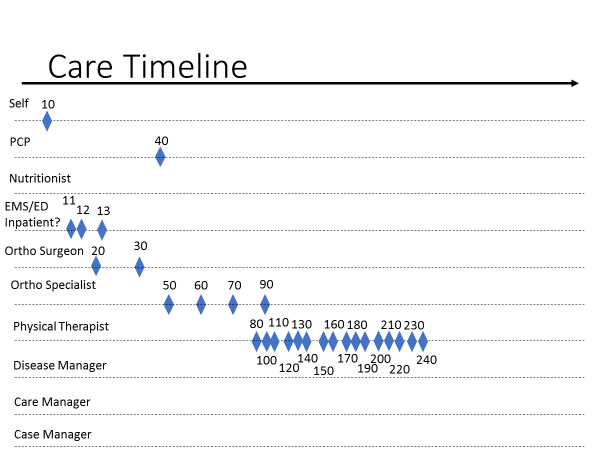 Care Timeline
Self 10
PCP 40
Nutritionist
EMS/ED 11 12 13
Inpatient?
Ortho Surgeon 20 30
Ortho Specialist 50 60 70 90
Physical Therapist 80 110 130 160 180 210 230
100 120 140 150 170 190 200 220 240
Disease Manager
Care Manager
Case Manager